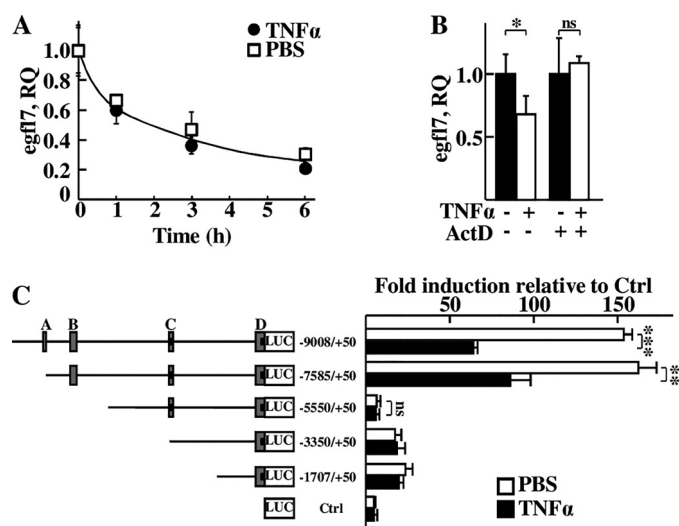 A
TNFα
PBS
egfl7, RQ
1.0
0.8
0.6
0.4
0.2
0
0 1 2 3 4 5 6
Time (h)
B
* ns
egfl7, RQ
1.0
0.5
TNFα - + - +
ActD - - + +
C
Fold induction relative to Ctrl
50 100 150
A B C D
LUC -9008/+50 ***
LUC -7585/+50 **
LUC -5550/+50 ns
LUC -3350/+50
LUC -1707/+50
LUC Ctrl
PBS
TNFα